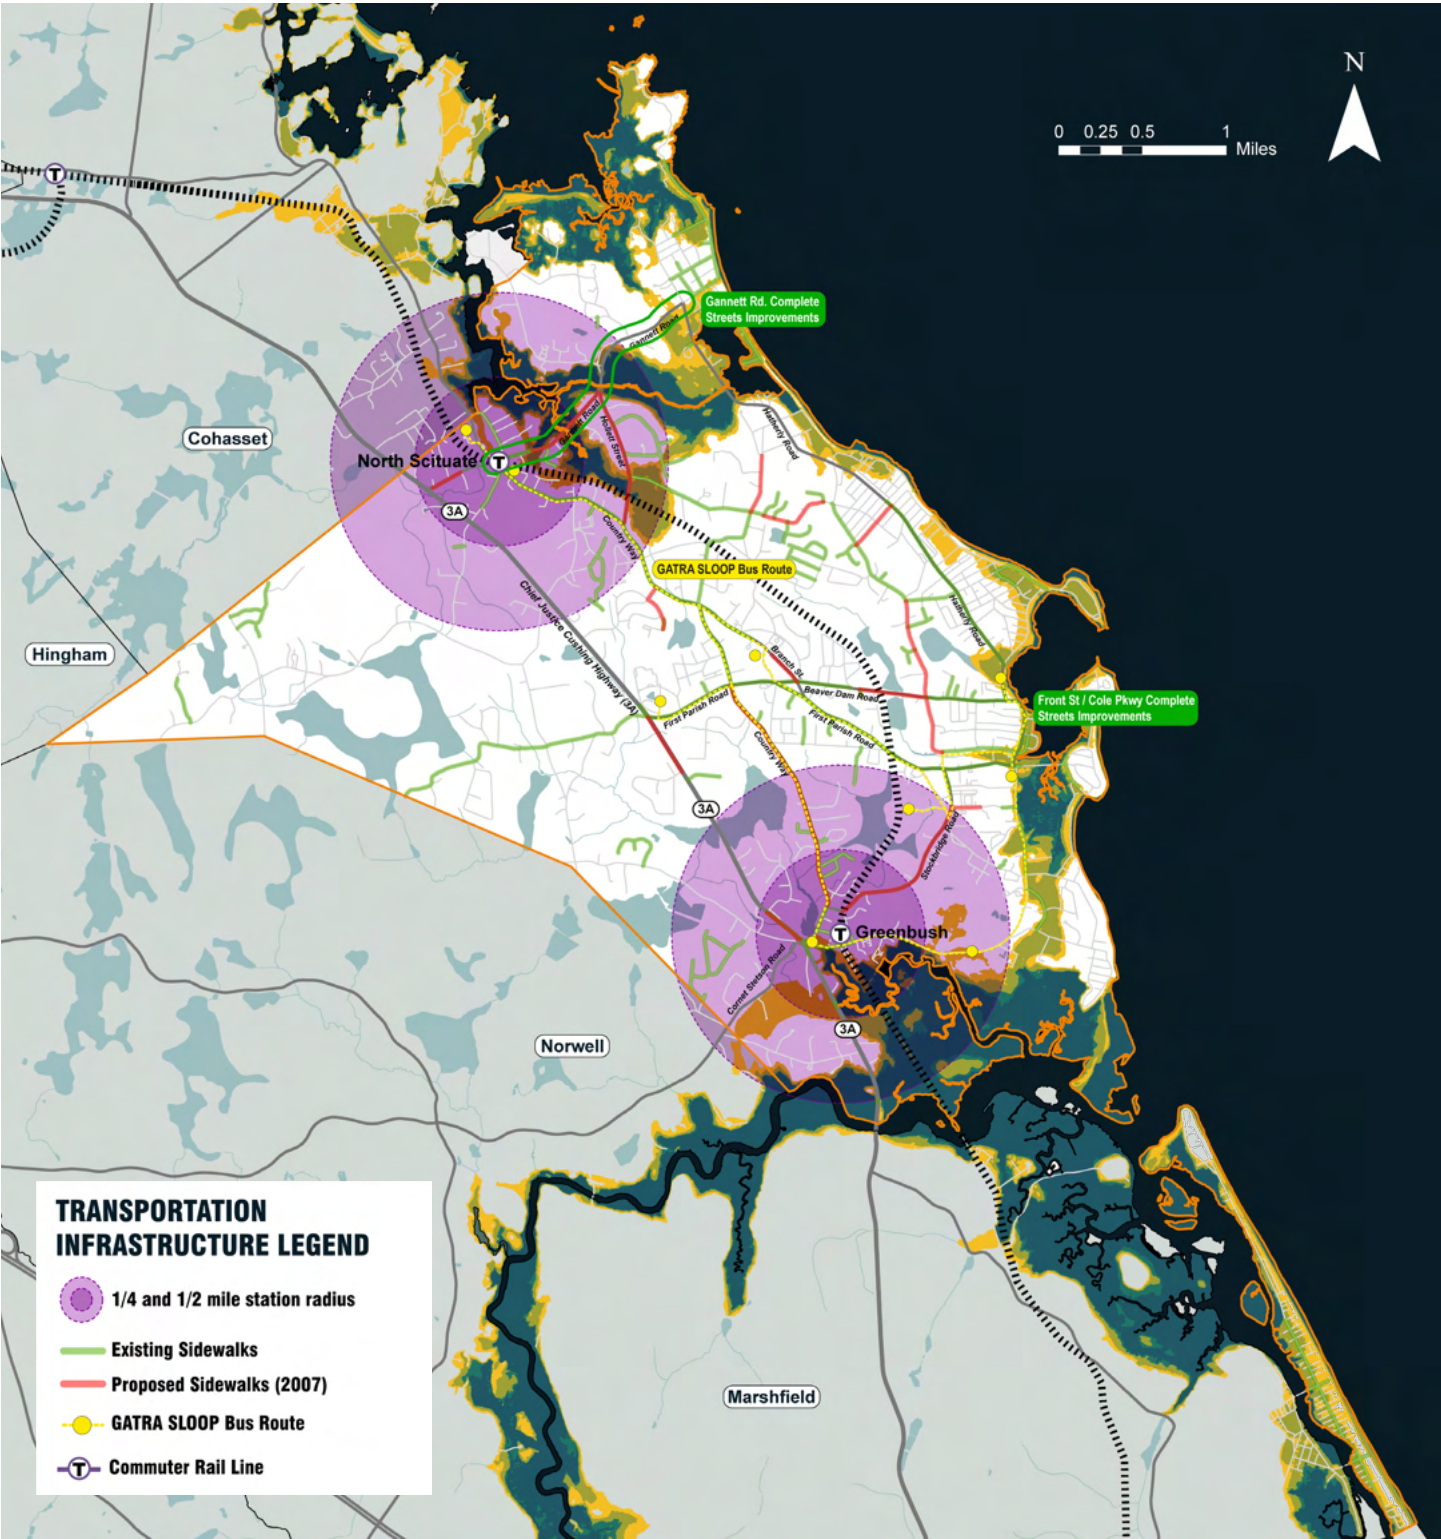 N
0 0.25 0.5 1
Miles
Gannett Rd. Complete
Streets Improvements
Gannett Road
Hatherly Road
Cohasset
Gannett Road
Hollett Street
North Scituate
T
T
3A
Country Way
GATRA SLOOP Bus Route
Chief Justice Cushing Highway (3A)
Hatherly Road
Hingham
Branch St.
Beaver Dam Road
First Parish Road
First Parish Road
Front St / Cole Pkwy Complete
Streets Improvements
Country Way
3A
Stockbridge Road
T
Greenbush
Cornet Stetson Road
3A
Norwell
Marshfield
TRANSPORTATION
INFRASTRUCTURE LEGEND
1/4 and 1/2 mile station radius
Existing Sidewalks
Proposed Sidewalks (2007)
GATRA SLOOP Bus Route
T
Commuter Rail Line